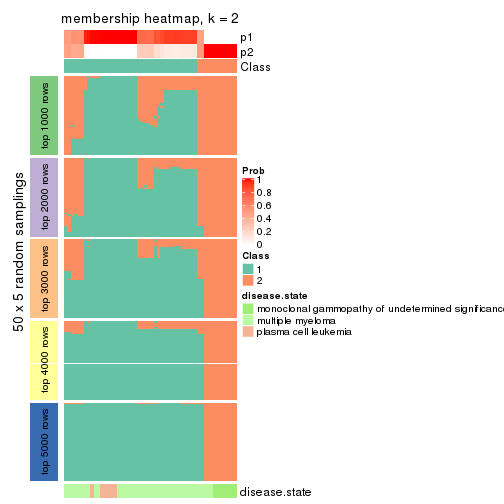 membership heatmap, k = 2
p1
p2
Class
50 x 5 random samplings
top 1000 rows
top 2000 rows
top 3000 rows
top 4000 rows
top 5000 rows
Prob
1
0.8
0.6
0.4
0.2
0
Class
1
2
disease.state
monoclonal gammopathy of undetermined significance
multiple myeloma
plasma cell leukemia
disease.state